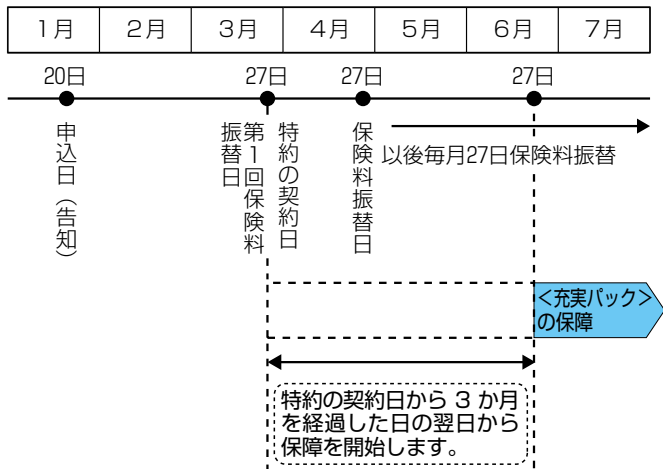 1月
2月
3月
4月
5月
6月
7月
20日
27日
27日
27日
申込日（告知）
第1回保険料
振替日
特約の契約日
保険料振替日
以後毎月27日保険料振替
<充実パック>
の保障
特約の契約日から 3 か月
を経過した日の翌日から
保障を開始します。